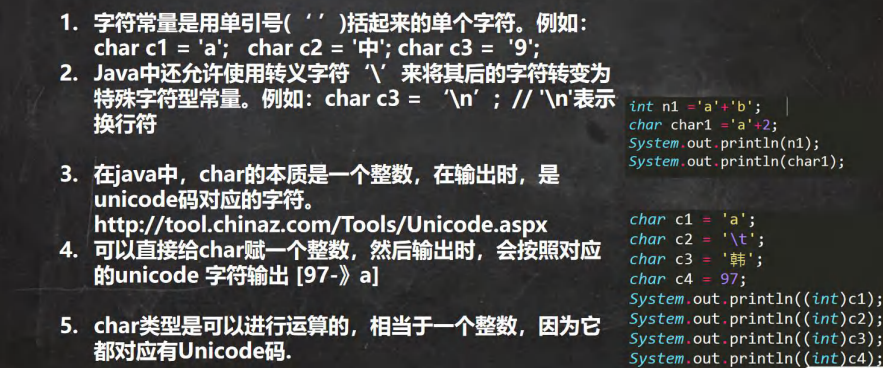 1. 字符常量是用单引号(‘ ’)括起来的单个字符。例如：
char c1 = 'a'; char c2 = '中'; char c3 = '9';
2. Java中还允许使用转义字符‘\’来将其后的字符转变为
特殊字符型常量。例如：char c3 = ‘\n’; // '\n'表示
换行符
3. 在java中，char的本质是一个整数，在输出时，是
unicode码对应的字符。
http://tool.chinaz.com/Tools/Unicode.aspx
4. 可以直接给char赋一个整数，然后输出时，会按照对应
的unicode 字符输出 [97-》a]
5. char类型是可以进行运算的，相当于一个整数，因为它
都对应有Unicode码.
int n1 ='a'+'b';
char char1 ='a'+2;
System.out.println(n1);
System.out.println(char1);
char c1 = 'a';
char c2 = '\t';
char c3 = '韩';
char c4 = 97;
System.out.println((int)c1);
System.out.println((int)c2);
System.out.println((int)c3);
System.out.println((int)c4);